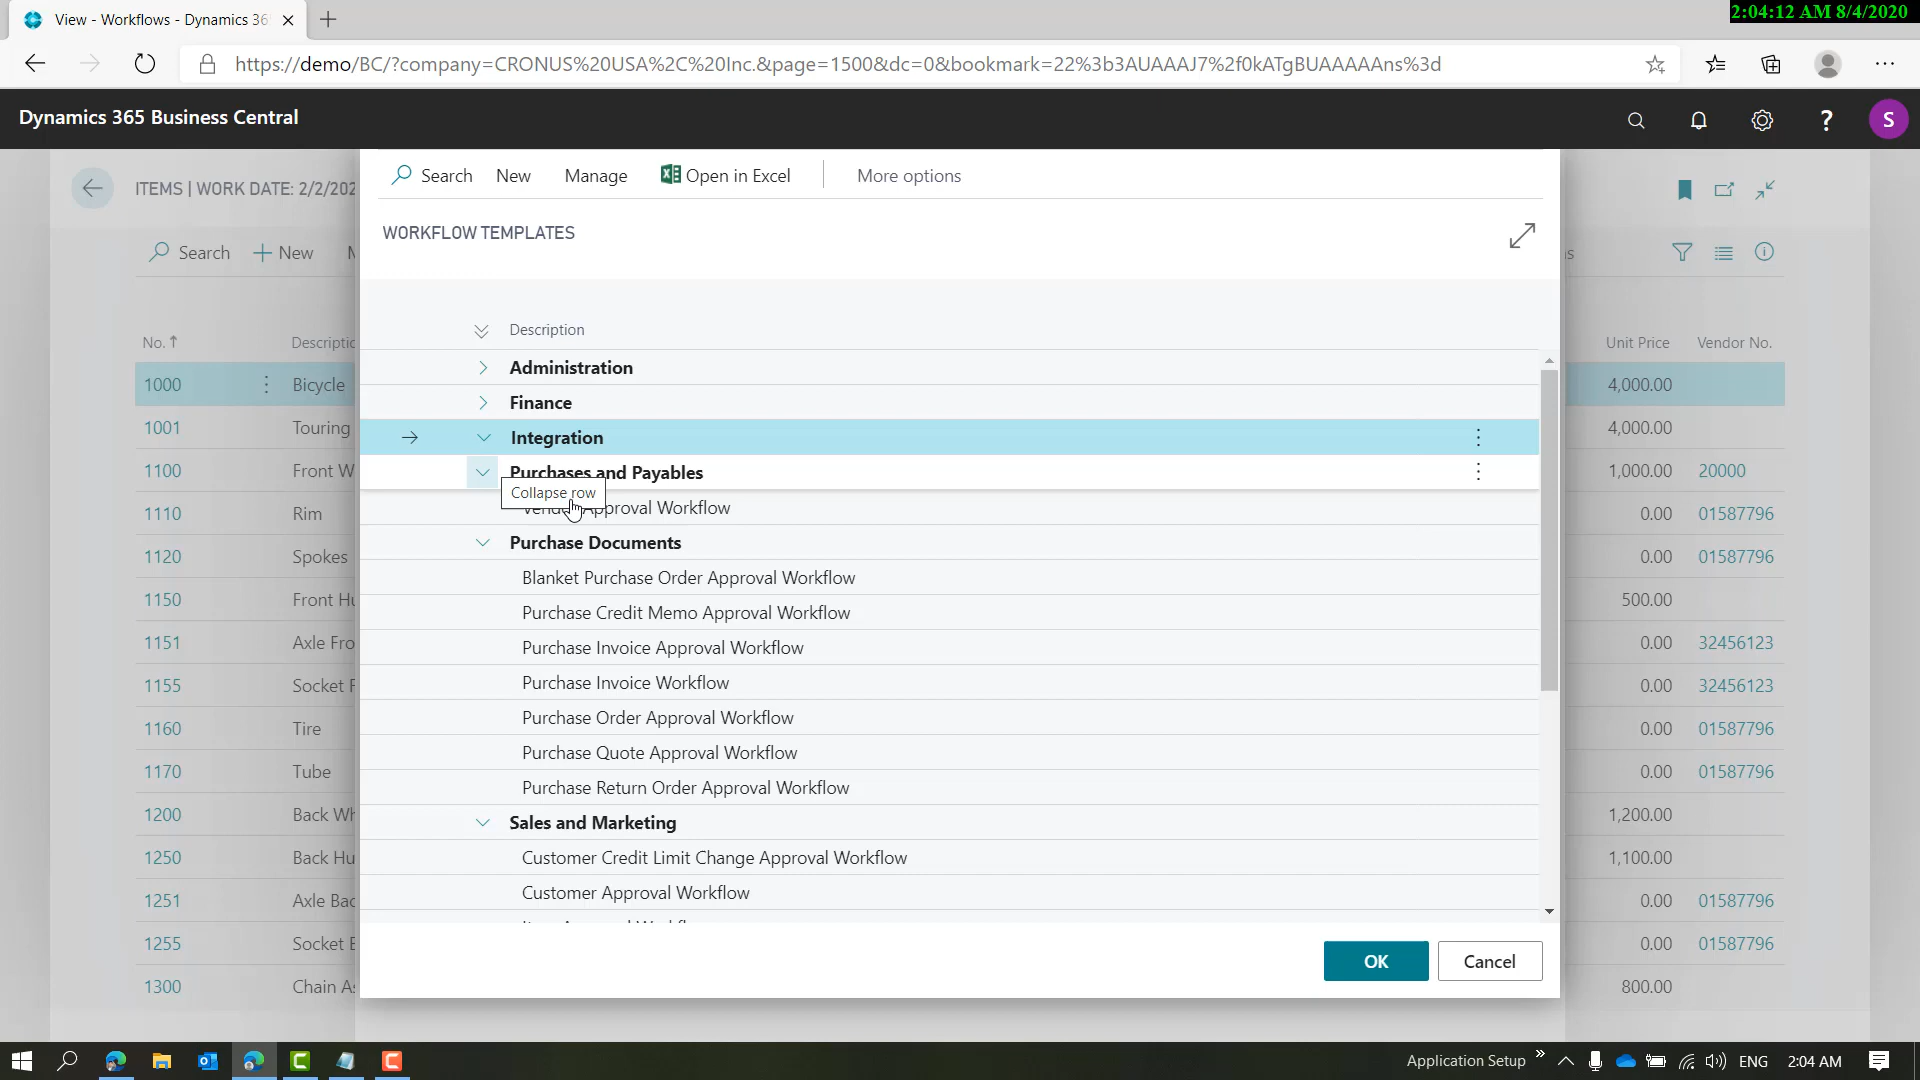 2:04:12 AM 8/4/2020
View - Workflows - Dynamics 36
https://demo/BC/?company=CRONUS%20USA%2C%20Inc.&page=1500&dc=0&bookmark=22%3b3AUAAAJ7%2f0kATgBUAAAAAns%3d
Dynamics 365 Business Central
?
S
ITEMS | WORK DATE: 2/2/202
Search New
No.↑ Descriptio
1000 Bicycle
1001 Touring
1100 Front W
1110 Rim
1120 Spokes
1150 Front Hu
1151 Axle Fro
1155 Socket F
1160 Tire
1170 Tube
1200 Back Wh
1250 Back Hu
1251 Axle Bac
1255 Socket B
1300 Chain As
Search New Manage Open in Excel More options
WORKFLOW TEMPLATES
Description
Administration
Finance
Integration
Purchases and Payables
Collapse row
Approval Workflow
Purchase Documents
Blanket Purchase Order Approval Workflow
Purchase Credit Memo Approval Workflow
Purchase Invoice Approval Workflow
Purchase Invoice Workflow
Purchase Order Approval Workflow
Purchase Quote Approval Workflow
Purchase Return Order Approval Workflow
Sales and Marketing
Customer Credit Limit Change Approval Workflow
Customer Approval Workflow
OK Cancel
Unit Price Vendor No.
4,000.00
4,000.00
1,000.00 20000
0.00 01587796
0.00 01587796
500.00
0.00 32456123
0.00 32456123
0.00 01587796
0.00 01587796
1,200.00
1,100.00
0.00 01587796
0.00 01587796
800.00
Application Setup ENG 2:04 AM